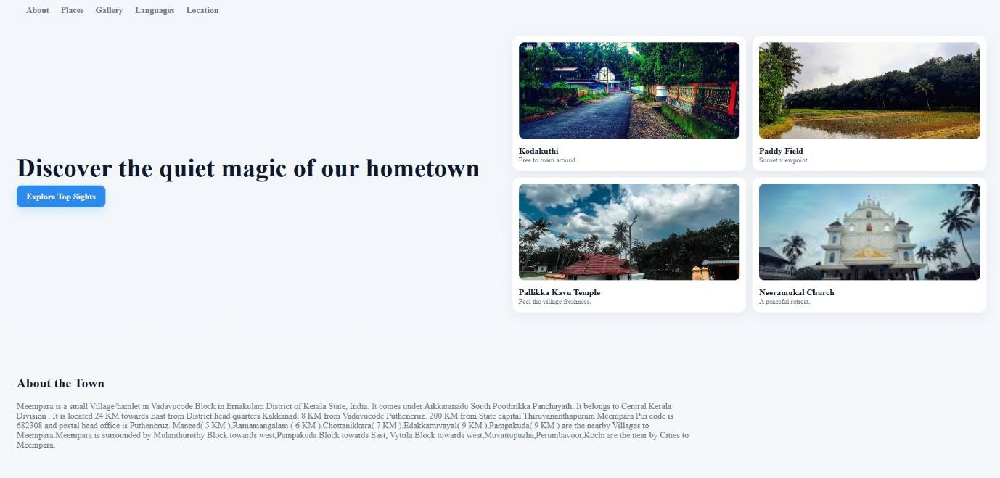 About Places Gallery Languages Location
Discover the quiet magic of our hometown
Explore Top Sights
Kodakuthi
Free to roam around.
Paddy Field
Sunset viewpoint.
Pallikka Kavu Temple
Feel the village freshness.
Neeramukal Church
A peaceful retreat.
About the Town
Meempara is a small Village/hamlet in Vadavucode Block in Ernakulam District of Kerala State, India. It comes under Aikkaranadu South Poothrikka Panchayath. It belongs to Central Kerala
Division . It is located 24 KM towards East from District head quarters Kakkanad. 8 KM from Vadavucode Puthencruz. 200 KM from State capital Thiruvananthapuram Meempara Pin code is
682308 and postal head office is Puthencruz. Maneed( 5 KM ),Ramamangalam ( 6 KM ),Chottanikkara( 7 KM ),Edakkattuvayal( 9 KM ),Pampakuda( 9 KM ) are the nearby Villages to
Meempara.Meempara is surrounded by Mulanthuruthy Block towards west,Pampakuda Block towards East, Vyttila Block towards west,Muvattupuzha,Perumbavoor,Kochi are the near by Cities to
Meempara.